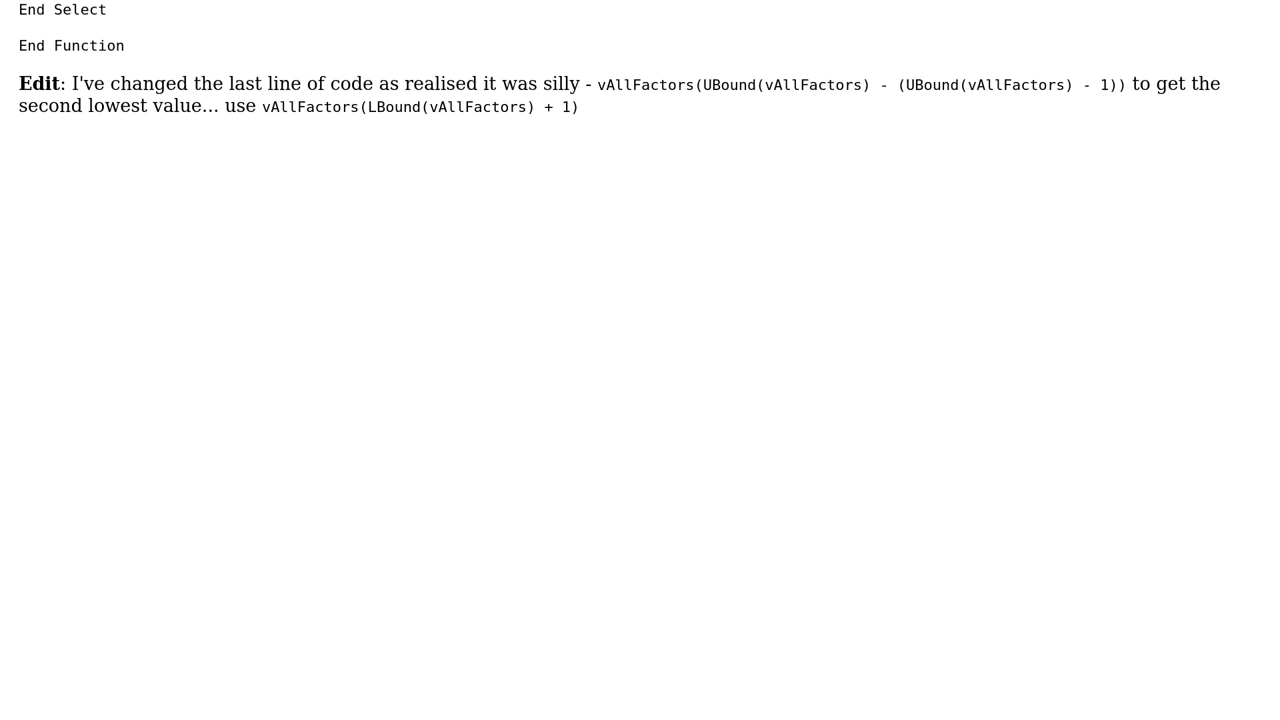 End Select
End Function
Edit: I've changed the last line of code as realised it was silly - vAllFactors(UBound(vAllFactors) - (UBound(vAllFactors) - 1)) to get the
second lowest value... use vAllFactors(LBound(vAllFactors) + 1)